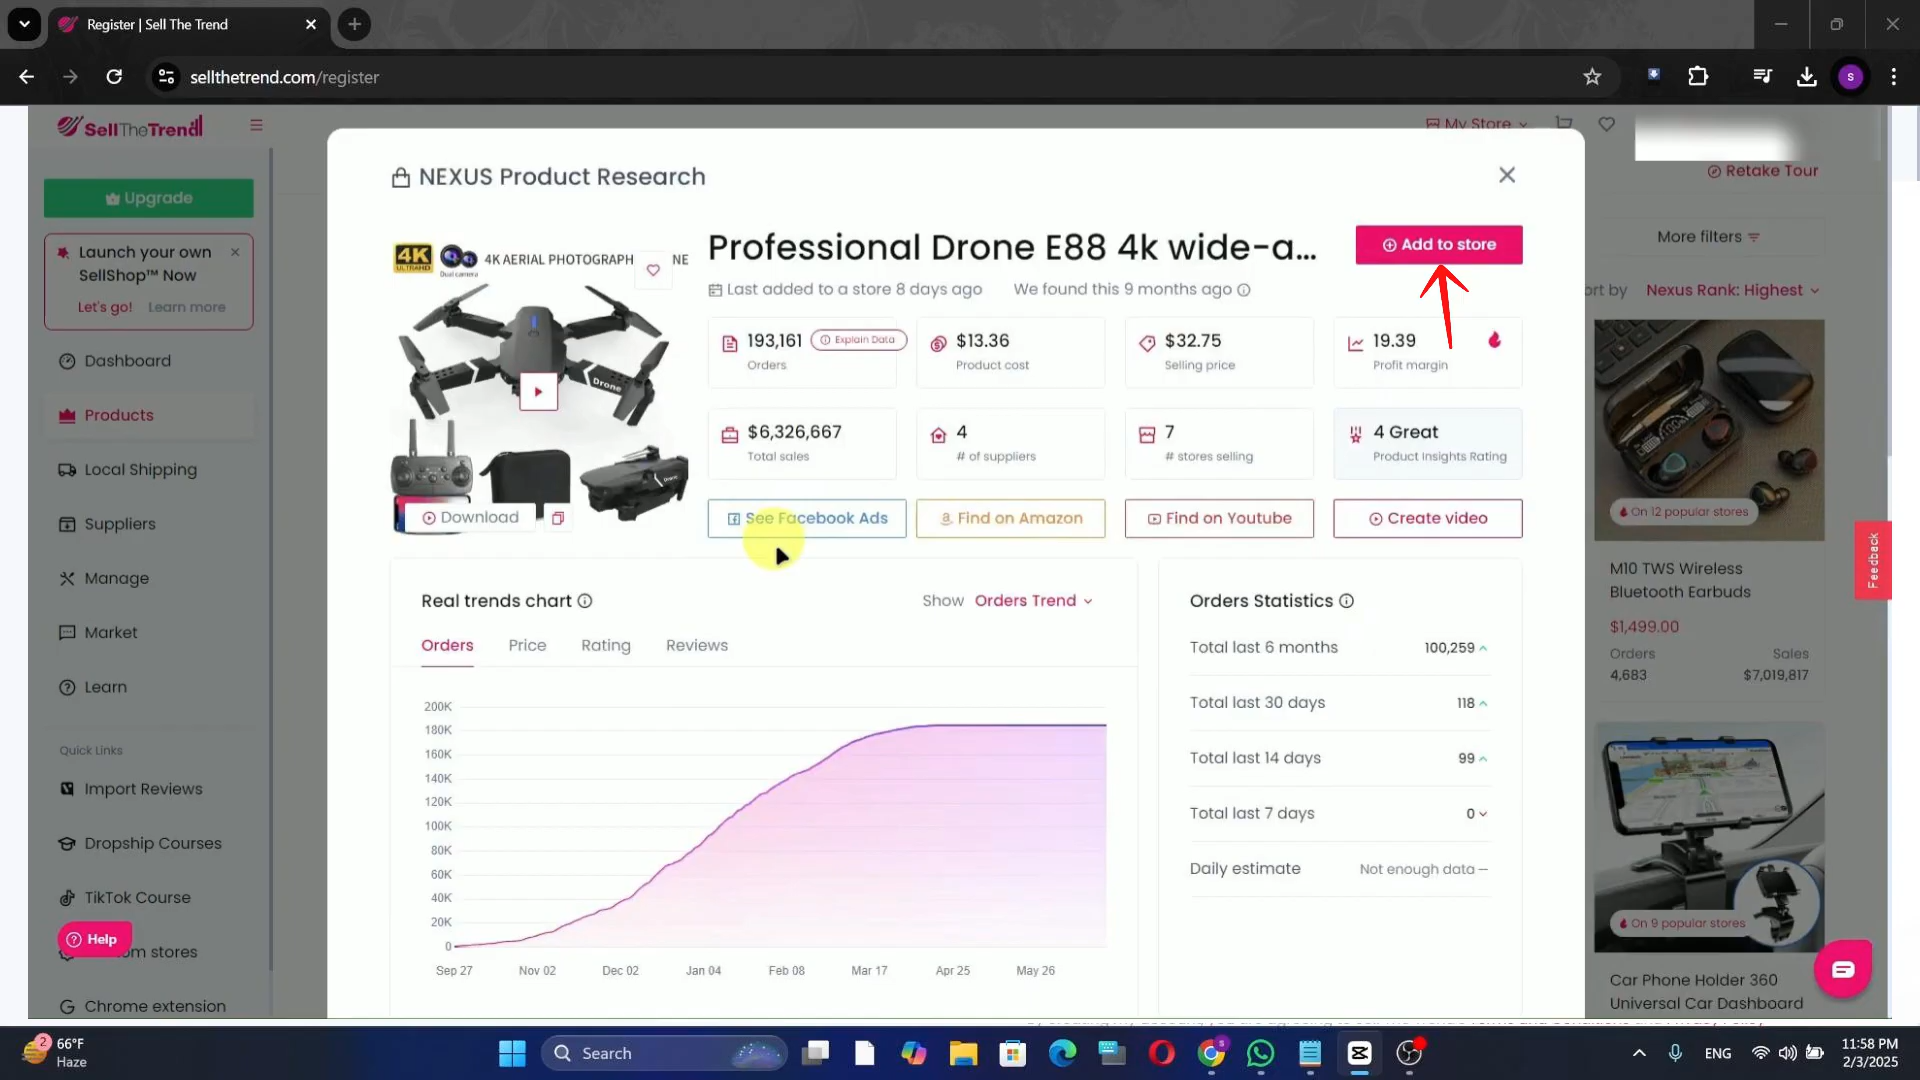 Register | Sell The Trend
sellthetrend.com/register
SellTheTrend
My Store
Retake Tour
Upgrade
Launch your own
SellShop™ Now
Let's go! Learn more
Dashboard
Products
Local Shipping
Suppliers
Manage
Market
Learn
Quick Links
Import Reviews
Dropship Courses
TikTok Course
Help
om stores
Chrome extension
NEXUS Product Research
4K
ULTRA HD
Dual camera
4K AERIAL PHOTOGRAPH NE
Drone
Download
Professional Drone E88 4k wide-a...
Add to store
Last added to a store 8 days ago We found this 9 months ago
193,161 Explain Data
Orders
$13.36
Product cost
$32.75
Selling price
19.39
Profit margin
$6,326,667
Total sales
4
# of suppliers
7
# stores selling
4 Great
Product Insights Rating
See Facebook Ads
Find on Amazon
Find on Youtube
Create video
Real trends chart
Show Orders Trend
Orders Price Rating Reviews
200K
180K
160K
140K
120K
100K
80K
60K
40K
20K
0
Sep 27 Nov 02 Dec 02 Jan 04 Feb 08 Mar 17 Apr 25 May 26
Orders Statistics
Total last 6 months 100,259
Total last 30 days 118
Total last 14 days 99
Total last 7 days 0
Daily estimate Not enough data –
More filters
ort by Nexus Rank: Highest
On 12 popular stores
M10 TWS Wireless
Bluetooth Earbuds
$1,499.00
Orders Sales
4,683 $7,019,817
On 9 popular stores
Car Phone Holder 360
Universal Car Dashboard
Feedback
2
66°F
Haze
Search
ENG
11:58 PM
2/3/2025